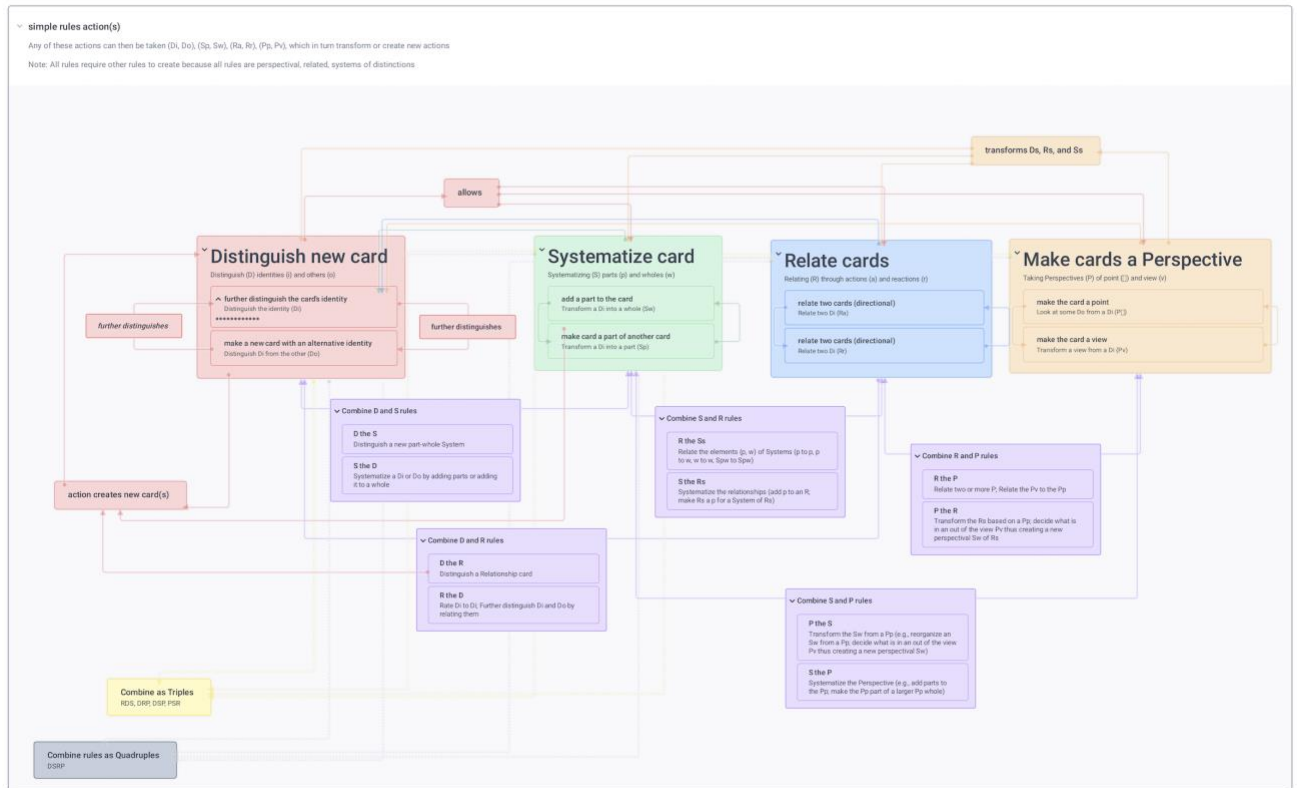 simple rules action(s)
Any of these actions can then be taken (Di, Do), (Sp, Sw), (Ra, Rr), (Pp, Pv), which in turn transform or create new actions
Note: All rules require other rules to create because all rules are perspectival, related, systems of distinctions
transforms Ds, Rs, and Ss
allows
Distinguish new card
Distinguish (D) identities (i) and others (o)
further distinguish the card's identity
Distinguish the identity (Di)
************
make a new card with an alternative identity
Distinguish Di from the other (Do)
further distinguishes
further distinguishes
Systematize card
Systematizing (S) parts (p) and wholes (w)
add a part to the card
Transform a Di into a whole (Sw)
make card a part of another card
Transform a Di into a part (Sp)
Relate cards
Relating (R) through actions (a) and reactions (r)
relate two cards (directional)
Relate two Di (Ra)
relate two cards (directional)
Relate two Di (Rr)
Make cards a Perspective
Taking Perspectives (P) of point (▯) and view (v)
make the card a point
Look at some Do from a Di (P▯)
make the card a view
Transform a view from a Di (Pv)
Combine D and S rules
D the S
Distinguish a new part-whole System
S the D
Systematize a Di or Do by adding parts or adding
it to a whole
Combine S and R rules
R the Ss
Relate the elements (p, w) of Systems (p to p, p
to w, w to w, Spw to Spw)
S the Rs
Systematize the relationships (add p to an R;
make Rs a p for a System of Rs)
Combine R and P rules
R the P
Relate two or more P; Relate the Pv to the Pp
P the R
Transform the Rs based on a Pp; decide what is
in an out of the view Pv thus creating a new
perspectival Sw of Rs
action creates new card(s)
Combine D and R rules
D the R
Distinguish a Relationship card
R the D
Rate Di to Di; Further distinguish Di and Do by
relating them
Combine S and P rules
P the S
Transform the Sw from a Pp (e.g., reorganize an
Sw from a Pp; decide what is in an out of the view
Pv thus creating a new perspectival Sw)
S the P
Systematize the Perspective (e.g., add parts to
the Pp, make the Pp part of a larger Pp whole)
Combine as Triples
RDS, DRP, DSP, PSR
Combine rules as Quadruples
DSRP